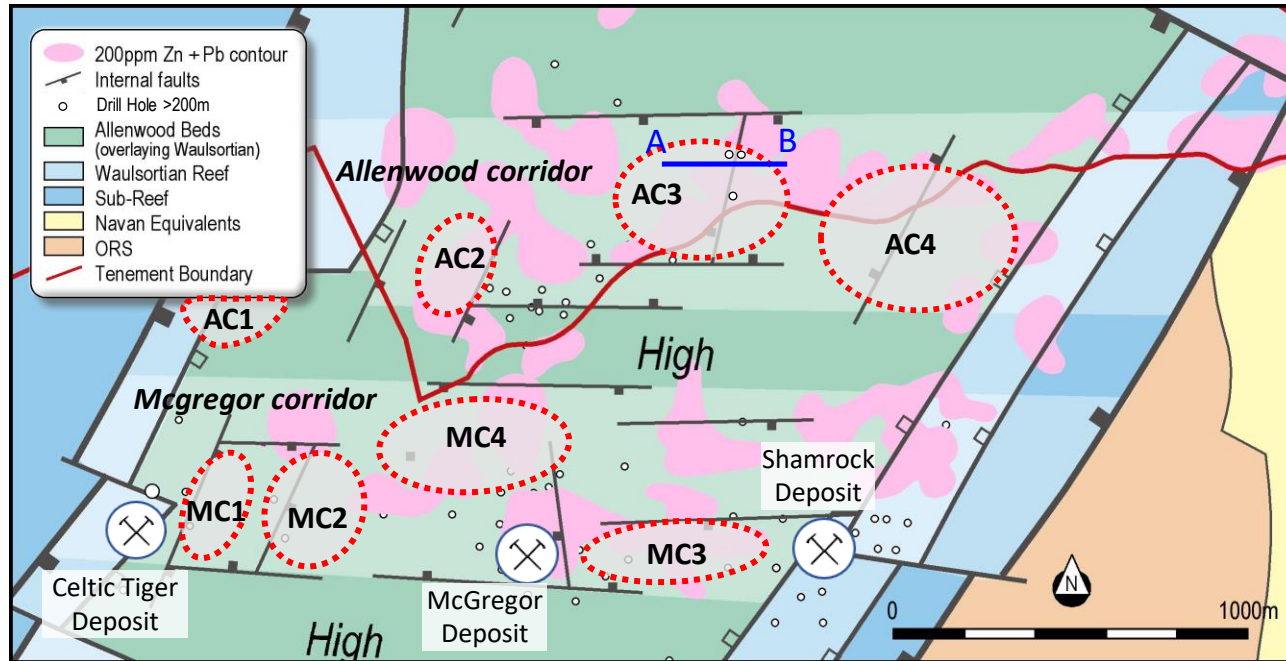 200ppm Zn + Pb contour
Internal faults
Drill Hole >200m
Allenwood Beds
(overlaying Waulsortian)
Waulsortian Reef
Sub-Reef
Navan Equivalents
ORS
Tenement Boundary
A
B
Allenwood corridor
AC3
AC4
AC2
AC1
High
Mcgregor corridor
MC4
Shamrock
Deposit
MC1
MC2
MC3
Celtic Tiger
Deposit
McGregor
Deposit
N
0
1000m
High